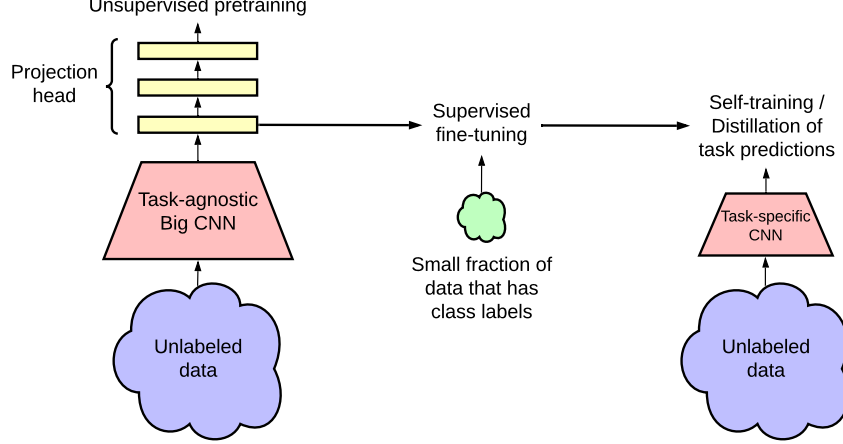 Unsupervised pretraining
Projection
head
Task-agnostic
Big CNN
Unlabeled
data
Supervised
fine-tuning
Small fraction of
data that has
class labels
Self-training /
Distillation of
task predictions
Task-specific
CNN
Unlabeled
data